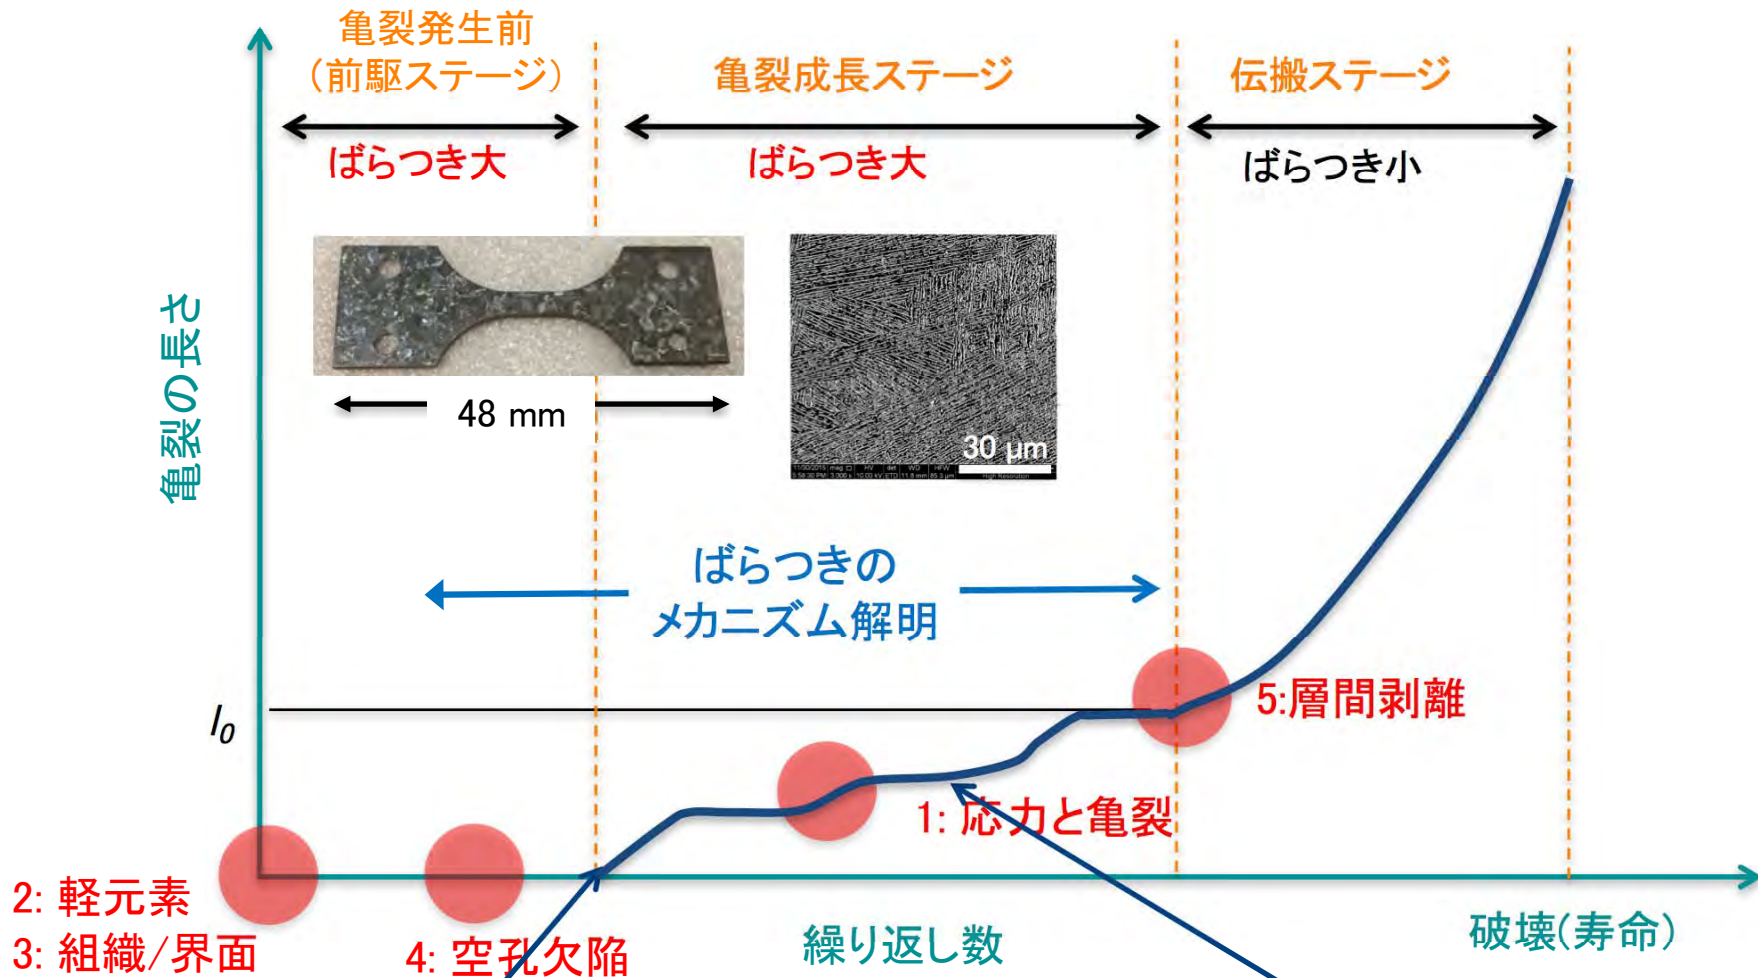 亀裂発生前
(前駆ステージ)
亀裂成長ステージ
伝搬ステージ
ばらつき大
ばらつき大
ばらつき小
亀裂の長さ
48 mm
30 μm
ばらつきの
メカニズム解明
l0
5:層間剥離
1: 応力と亀裂
2: 軽元素
3: 組織/界面
4: 空孔欠陥
繰り返し数
破壊(寿命)